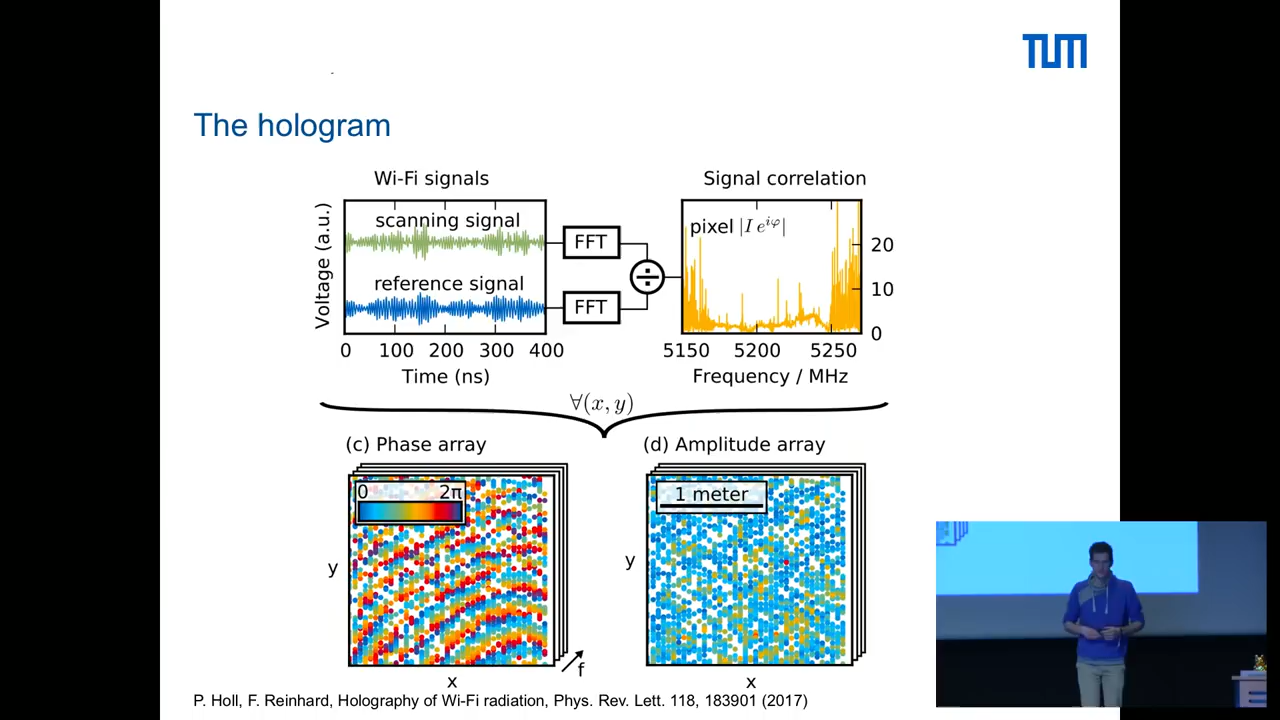 TUM
The hologram
Wi-Fi signals
Signal correlation
Voltage (a.u.)
scanning signal
reference signal
FFT
FFT
÷
pixel |I e^{iφ}|
20
10
0
0 100 200 300 400
Time (ns)
5150 5200 5250
Frequency / MHz
∀(x, y)
(c) Phase array
(d) Amplitude array
0 2π
1 meter
y
y
f
x
x
P. Holl, F. Reinhard, Holography of Wi-Fi radiation, Phys. Rev. Lett. 118, 183901 (2017)